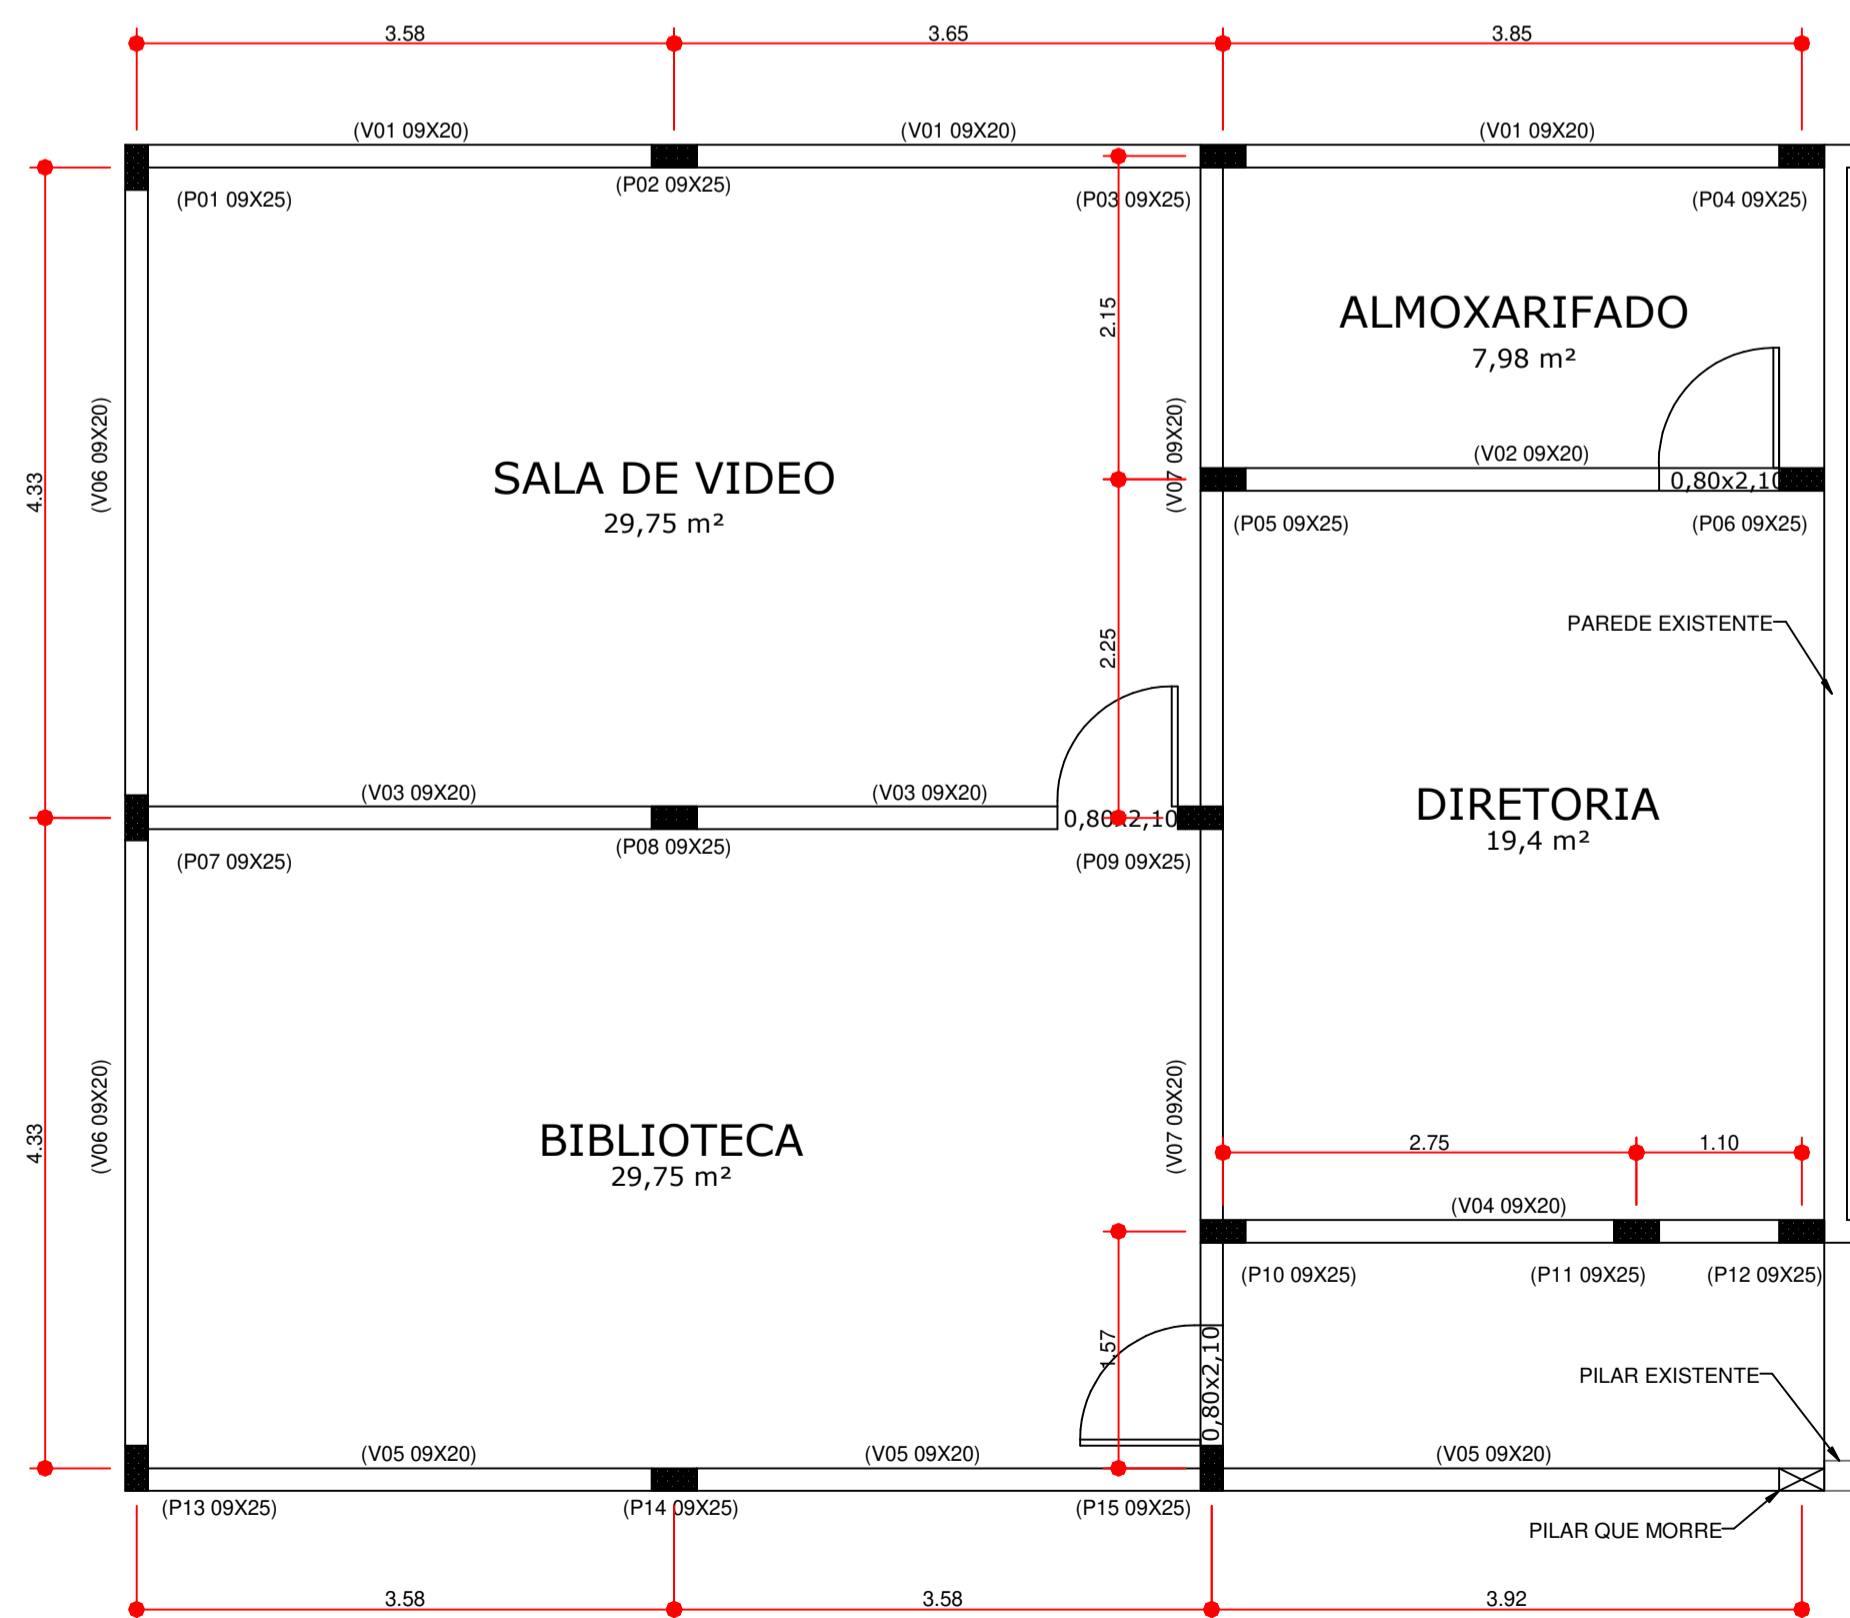 3.58
3.65
3.85
(V01 09X20)
(V01 09X20)
(V01 09X20)
(P01 09X25)
(P02 09X25)
(P03 09X25)
(P04 09X25)
2.15
ALMOXARIFADO
7,98 m²
4.33
(V06 09X20)
SALA DE VIDEO
29,75 m²
(V07 09X20)
(V02 09X20)
0,80x2,10
(P05 09X25)
(P06 09X25)
PAREDE EXISTENTE
2.25
(V03 09X20)
(V03 09X20)
0,80x2,10
DIRETORIA
19,4 m²
(P07 09X25)
(P08 09X25)
(P09 09X25)
4.33
(V06 09X20)
BIBLIOTECA
29,75 m²
(V07 09X20)
2.75
1.10
(V04 09X20)
(P10 09X25)
(P11 09X25)
(P12 09X25)
1.57
0,80x2,10
PILAR EXISTENTE
(V05 09X20)
(V05 09X20)
(V05 09X20)
(P13 09X25)
(P14 09X25)
(P15 09X25)
PILAR QUE MORRE
3.58
3.58
3.92